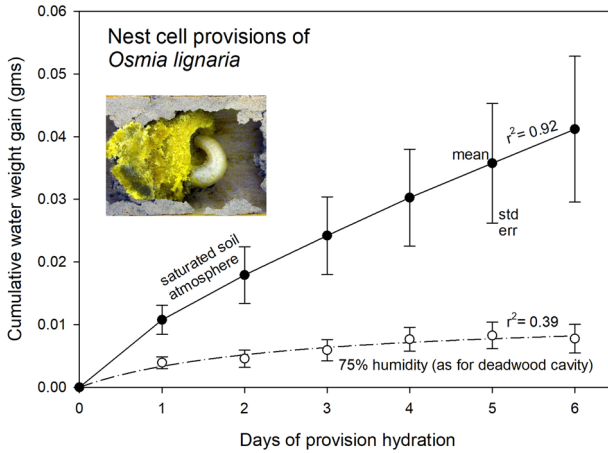 Nest cell provisions of
Osmia lignaria
Cumulative water weight gain (gms)
0.06
0.05
0.04
0.03
0.02
0.01
0.00
r²= 0.92
mean
std
err
saturated soil
atmosphere
r²= 0.39
75% humidity (as for deadwood cavity)
0 1 2 3 4 5 6
Days of provision hydration